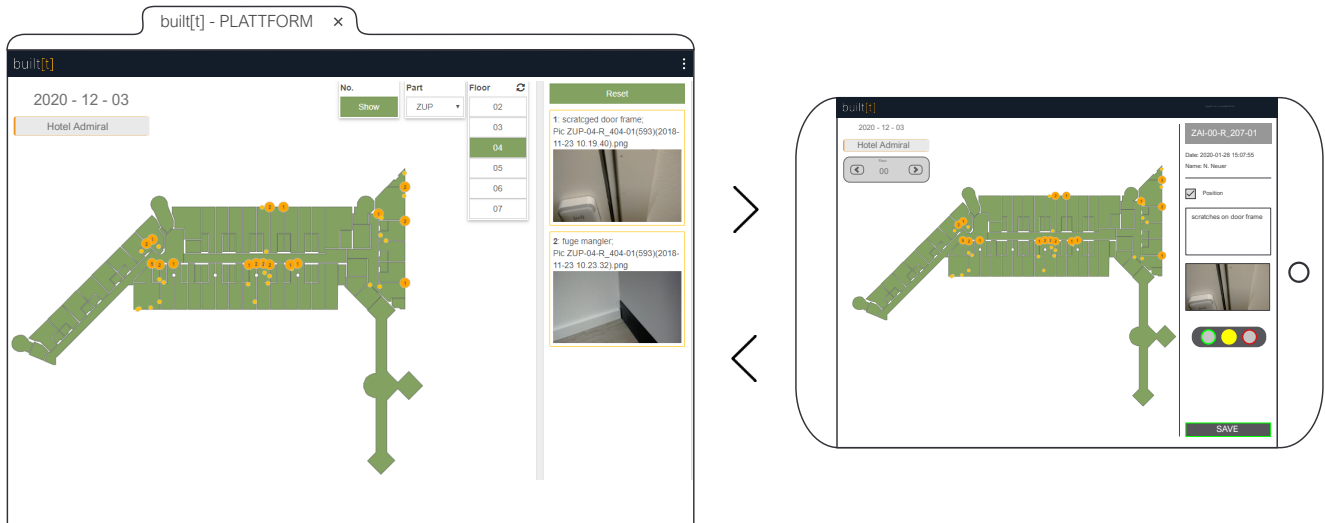 built[t] - PLATTFORM ×
built[t]
2020 - 12 - 03
Hotel Admiral
No.
Show
Part
ZUP
Floor
02
03
04
05
06
07
Reset
1: scratcged door frame;
Pic ZUP-04-R_404-01(593)(2018-
11-23 10.19.40).png
2: fuge mangler;
Pic ZUP-04-R_404-01(593)(2018-
11-23 10.23.32).png
built[t]
2020 - 12 - 03
Hotel Admiral
Floor
00
ZAI-00-R_207-01
Date: 2020-01-28 15:07:55
Name: N. Neuer
Position
scratches on door frame
SAVE